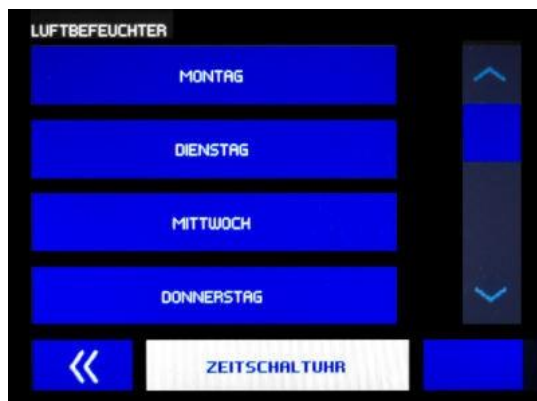 LUFTBEFEUCHTER
MONTAG
DIENSTAG
MITTWOCH
DONNERSTAG
ZEITSCHALTUHR